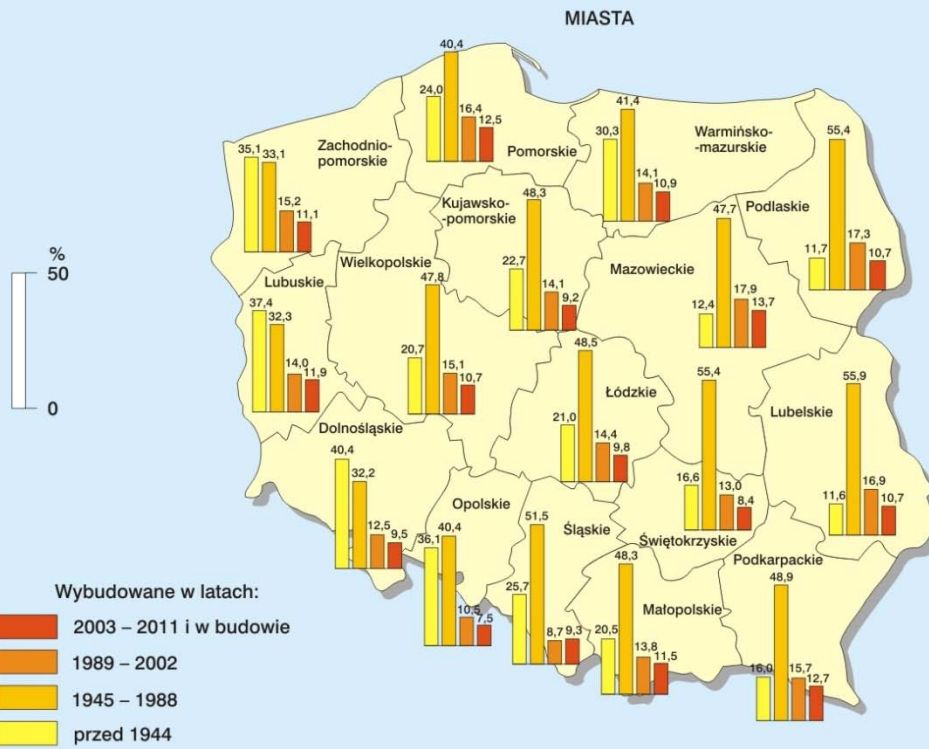 MIASTA
40,4
24,0
16,4
12,5
Pomorskie
41,4
30,3
14,1
10,9
Warmińsko-
-mazurskie
55,4
11,7
17,3
10,7
Podlaskie
35,1
33,1
15,2
11,1
Zachodnio-
pomorskie
48,3
22,7
14,1
9,2
Kujawsko-
-pomorskie
47,7
12,4
17,9
13,7
Mazowieckie
%
50
0
37,4
32,3
14,0
11,9
Lubuskie
47,8
20,7
15,1
10,7
Wielkopolskie
48,5
21,0
14,4
9,8
Łódzkie
55,4
16,6
13,0
8,4
Świętokrzyskie
55,9
11,6
16,9
10,7
Lubelskie
Dolnośląskie
40,4
32,2
12,5
9,5
Opolskie
36,1
40,4
10,5
7,5
51,5
25,7
8,7
9,3
Śląskie
48,3
20,5
13,8
11,5
Małopolskie
Podkarpackie
48,9
16,0
15,7
12,7
Wybudowane w latach:
2003 – 2011 i w budowie
1989 – 2002
1945 – 1988
przed 1944